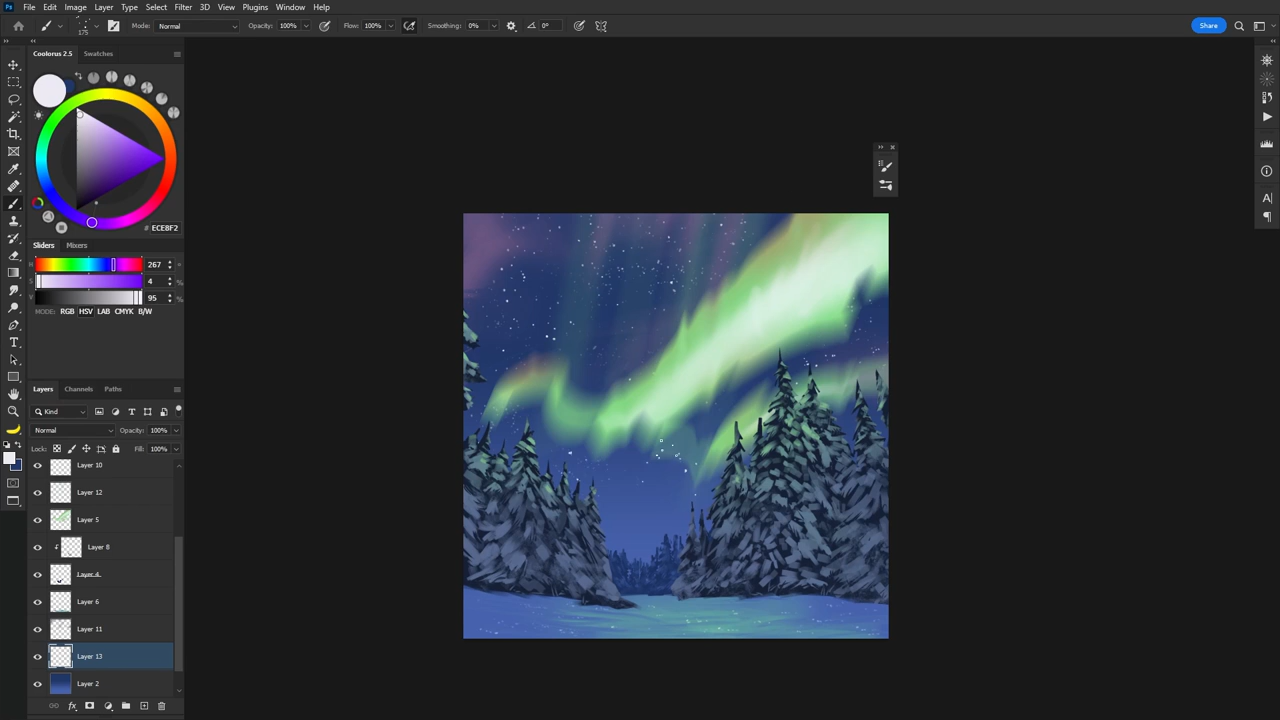 Ps File Edit Image Layer Type Select Filter 3D View Plugins Window Help
175 Mode: Normal Opacity: 100% Flow: 100% Smoothing: 0% 0° Share
Coolorus 2.5 Swatches
# ECE8F2
Sliders Mixers
H 267 °
S 4 %
V 95 %
MODE: RGB HSV LAB CMYK B/W
Layers Channels Paths
Kind
Normal Opacity: 100%
Lock: Fill: 100%
Layer 10
Layer 12
Layer 5
Layer 8
Layer 4
Layer 6
Layer 11
Layer 13
Layer 2
fx